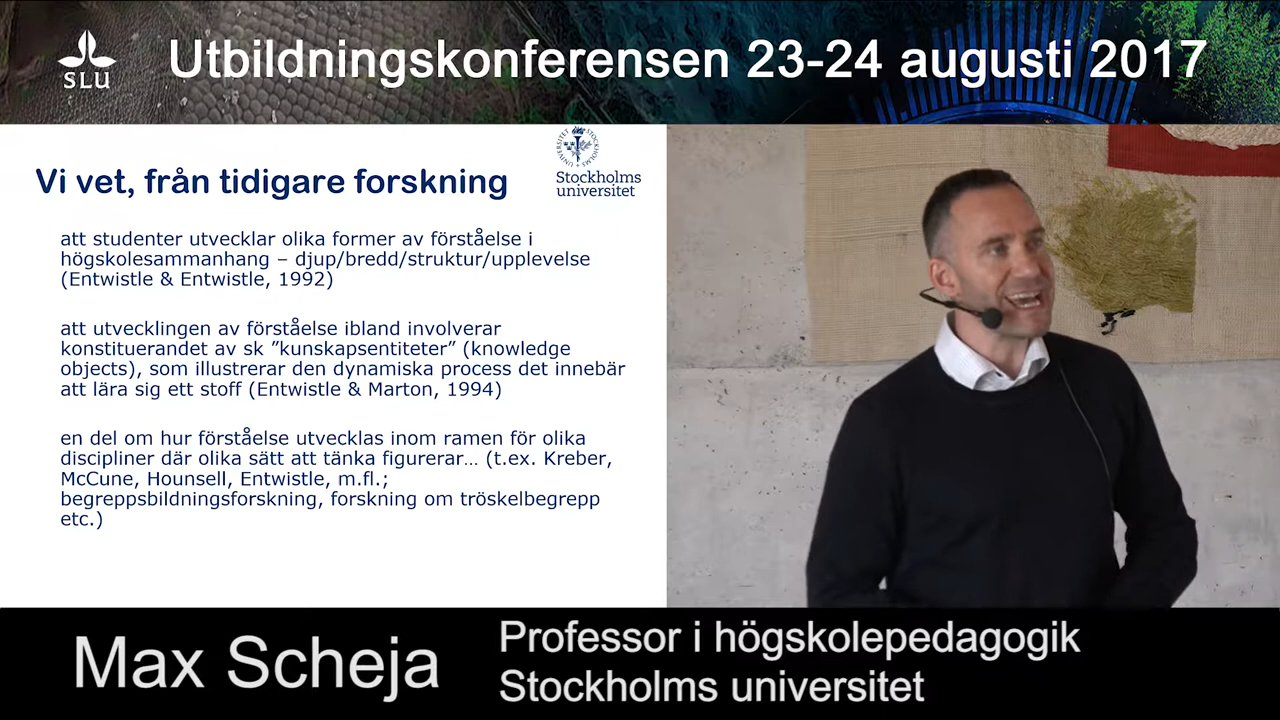 SLU
Utbildningskonferensen 23-24 augusti 2017
Vi vet, från tidigare forskning
STOCKHOLMS UNIVERSITET
Stockholms
universitet
att studenter utvecklar olika former av förståelse i
högskolesammanhang – djup/bredd/struktur/upplevelse
(Entwistle & Entwistle, 1992)
att utvecklingen av förståelse ibland involverar
konstituerandet av sk ”kunskapsentiteter” (knowledge
objects), som illustrerar den dynamiska process det innebär
att lära sig ett stoff (Entwistle & Marton, 1994)
en del om hur förståelse utvecklas inom ramen för olika
discipliner där olika sätt att tänka figurerar… (t.ex. Kreber,
McCune, Hounsell, Entwistle, m.fl.;
begreppsbildningsforskning, forskning om tröskelbegrepp
etc.)
Max Scheja
Professor i högskolepedagogik
Stockholms universitet